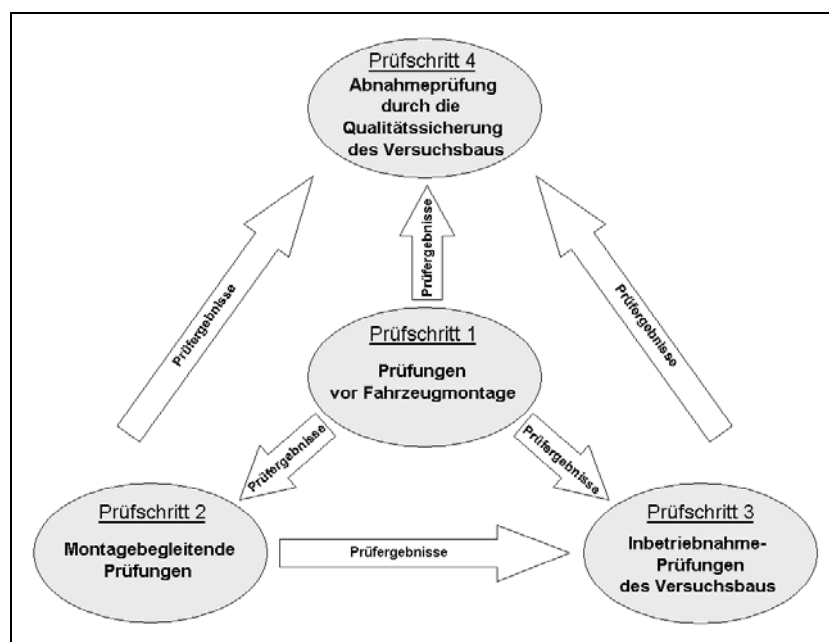 Prüfschritt 4
Abnahmeprüfung
durch die
Qualitätssicherung
des Versuchsbaus
Prüfergebnisse
Prüfergebnisse
Prüfergebnisse
Prüfschritt 1
Prüfungen
vor Fahrzeugmontage
Prüfergebnisse
Prüfergebnisse
Prüfschritt 2
Montagebegleitende
Prüfungen
Prüfergebnisse
Prüfschritt 3
Inbetriebnahme-
Prüfungen
des Versuchsbaus